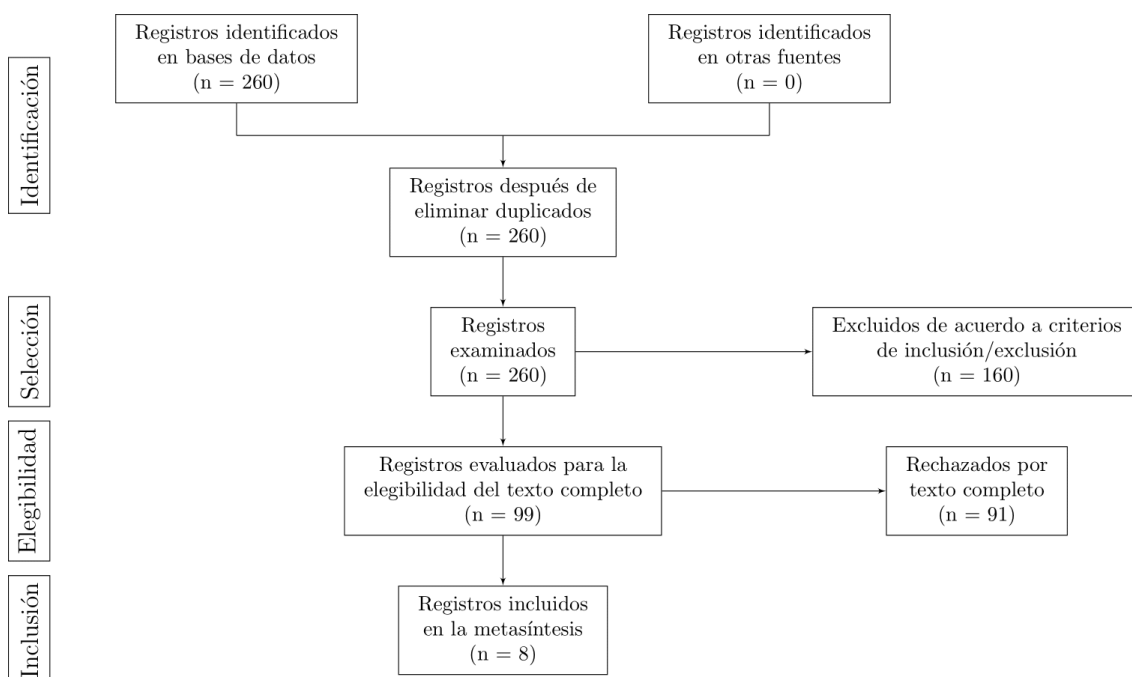 Registros identificados
en bases de datos
(n = 260)
Registros identificados
en otras fuentes
(n = 0)
Identificación
Registros después de
eliminar duplicados
(n = 260)
Selección
Registros
examinados
(n = 260)
Excluidos de acuerdo a criterios
de inclusión/exclusión
(n = 160)
Elegibilidad
Registros evaluados para la
elegibilidad del texto completo
(n = 99)
Rechazados por
texto completo
(n = 91)
Inclusión
Registros incluidos
en la metasíntesis
(n = 8)